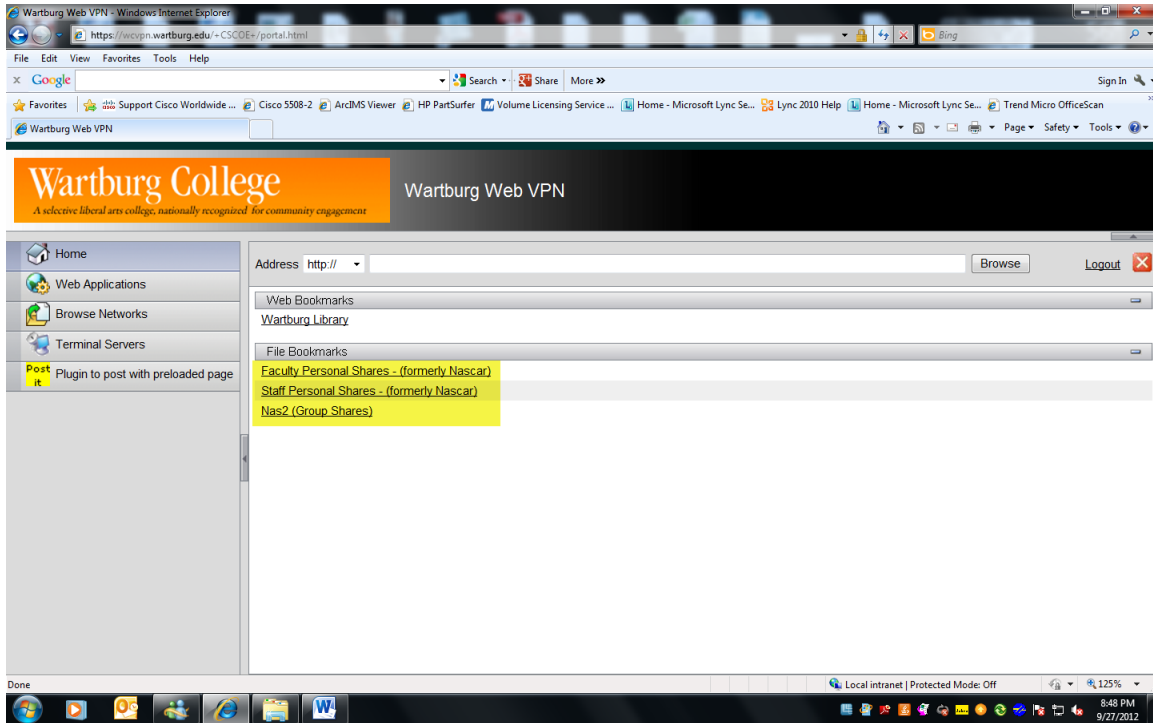 Wartburg Web VPN - Windows Internet Explorer
https://wcvpn.wartburg.edu/+CSCOE+/portal.html
Bing
File Edit View Favorites Tools Help
x Google Search Share More >> Sign In
Favorites Support Cisco Worldwide ... Cisco 5508-2 ArcIMS Viewer HP PartSurfer Volume Licensing Service ... Home - Microsoft Lync Se... Lync 2010 Help Home - Microsoft Lync Se... Trend Micro OfficeScan
Wartburg Web VPN Page Safety Tools
Wartburg College
A selective liberal arts college, nationally recognized for community engagement
Wartburg Web VPN
Home
Web Applications
Browse Networks
Terminal Servers
Post it
Plugin to post with preloaded page
Address http:// Browse Logout
Web Bookmarks
Wartburg Library
File Bookmarks
Faculty Personal Shares - (formerly Nascar)
Staff Personal Shares - (formerly Nascar)
Nas2 (Group Shares)
Done Local intranet | Protected Mode: Off 125%
8:48 PM
9/27/2012